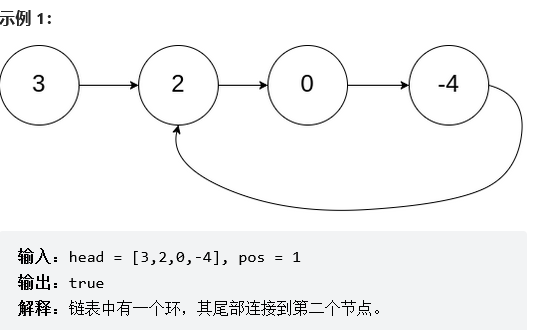 示例 1：
3 2 0 -4
输入：head = [3,2,0,-4], pos = 1
输出：true
解释：链表中有一个环，其尾部连接到第二个节点。